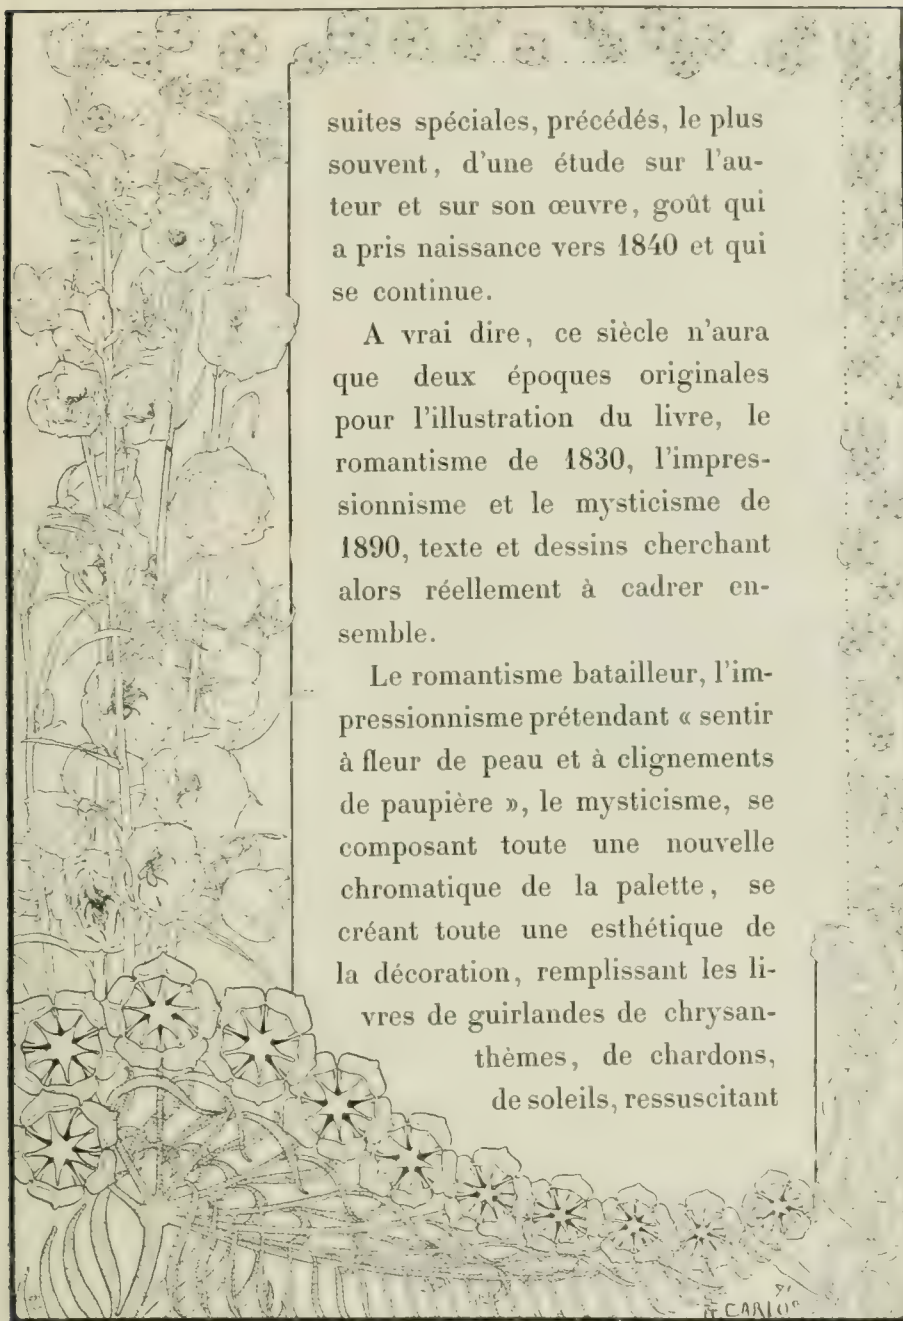 suites spéciales, précédés, le plus
souvent, d'une étude sur l'au-
teur et sur son œuvre, goût qui
a pris naissance vers 1840 et qui
se continue.
A vrai dire, ce siècle n'aura
que deux époques originales
pour l'illustration du livre, le
romantisme de 1830, l'impres-
sionnisme et le mysticisme de
1890, texte et dessins cherchant
alors réellement à cadrer en-
semble.
Le romantisme batailleur, l'im-
pressionnisme prétendant « sentir
à fleur de peau et à clignements
de paupière », le mysticisme, se
composant toute une nouvelle
chromatique de la palette, se
créant toute une esthétique de
la décoration, remplissant les li-
vres de guirlandes de chrysan-
thèmes, de chardons,
de soleils, ressuscitant